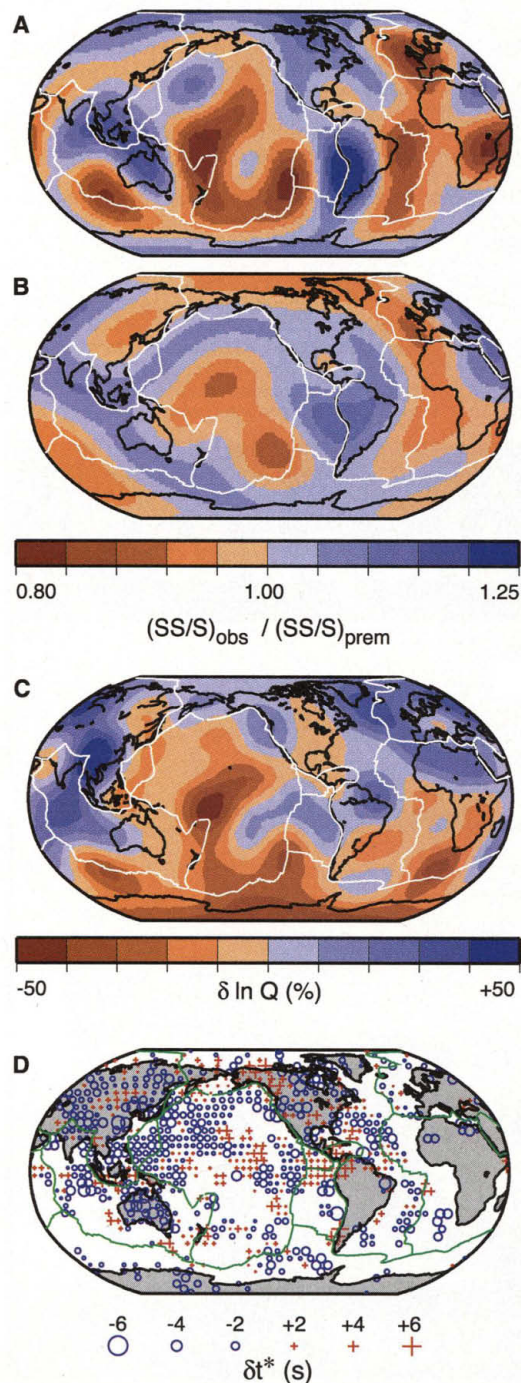 A
B
0.80 1.00 1.25
(SS/S)obs / (SS/S)prem
C
-50 δ ln Q (%) +50
D
-6 -4 -2 +2 +4 +6
δt* (s)